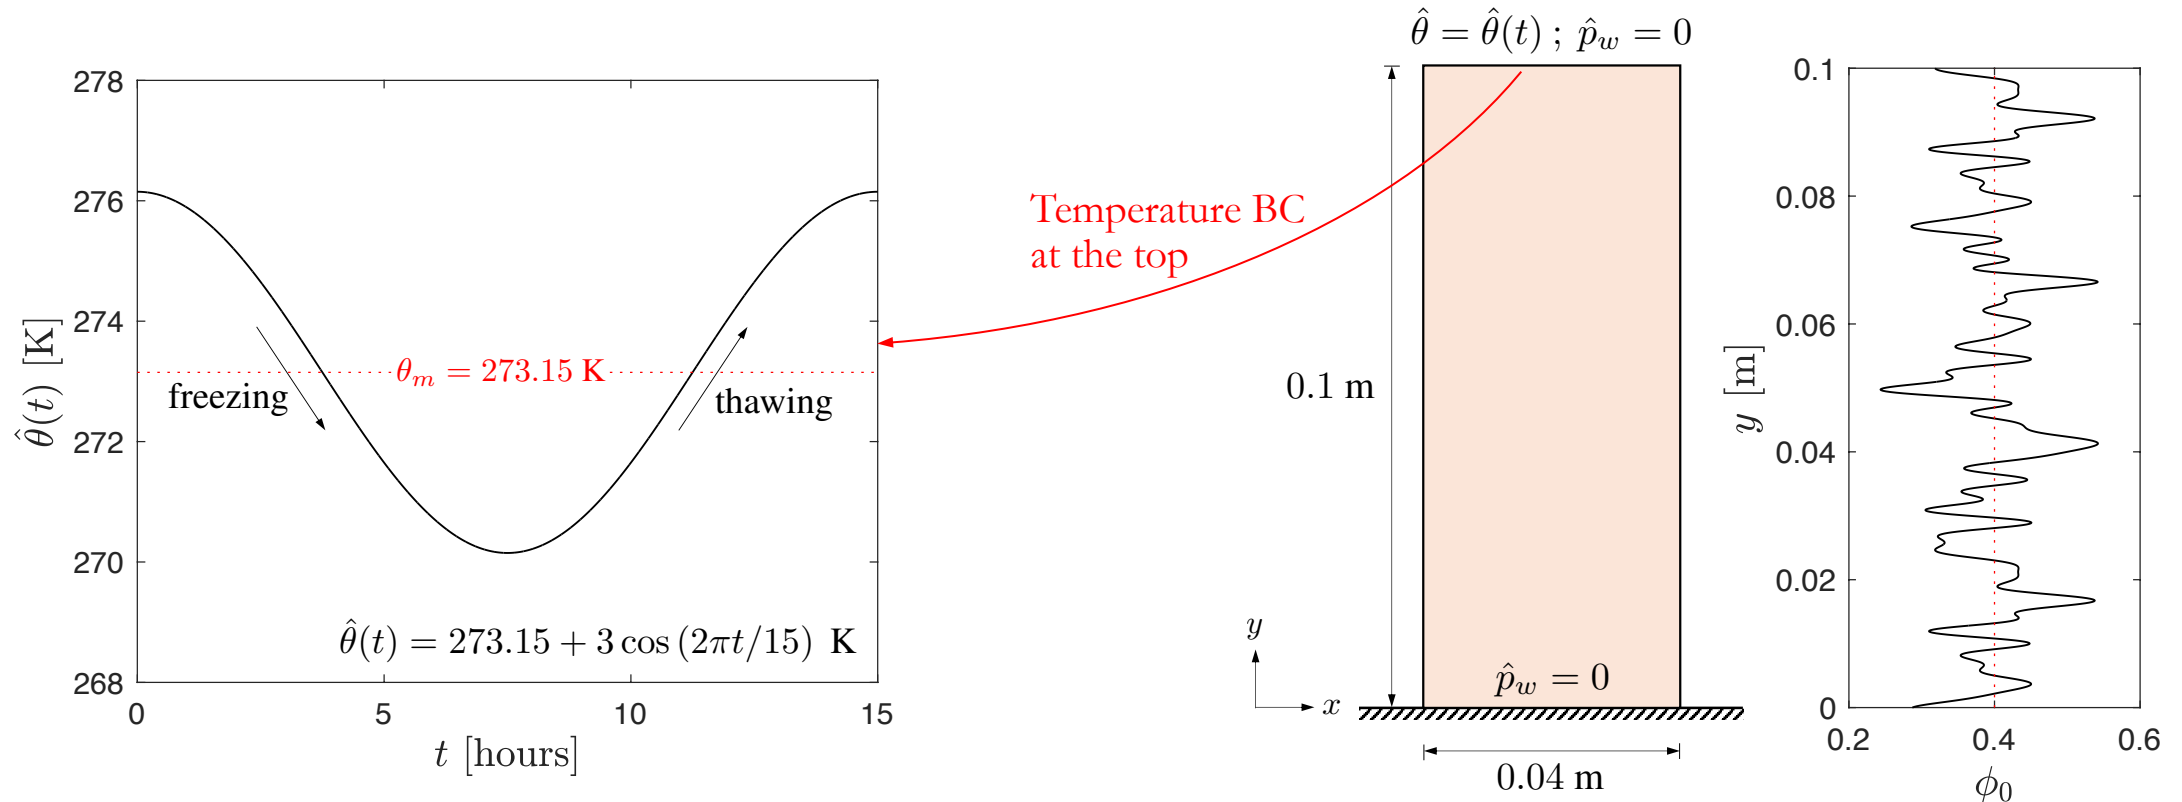 278
276
274
272
270
268
0
5
10
15
θ̂(t) [K]
t [hours]
θₘ = 273.15 K
freezing
thawing
θ̂(t) = 273.15 + 3 cos (2πt/15) K
Temperature BC
at the top
θ̂ = θ̂(t) ; p̂_w = 0
0.1 m
y
x
p̂_w = 0
0.04 m
0.1
0.08
0.06
0.04
0.02
0
y [m]
0.2
0.4
0.6
ϕ₀